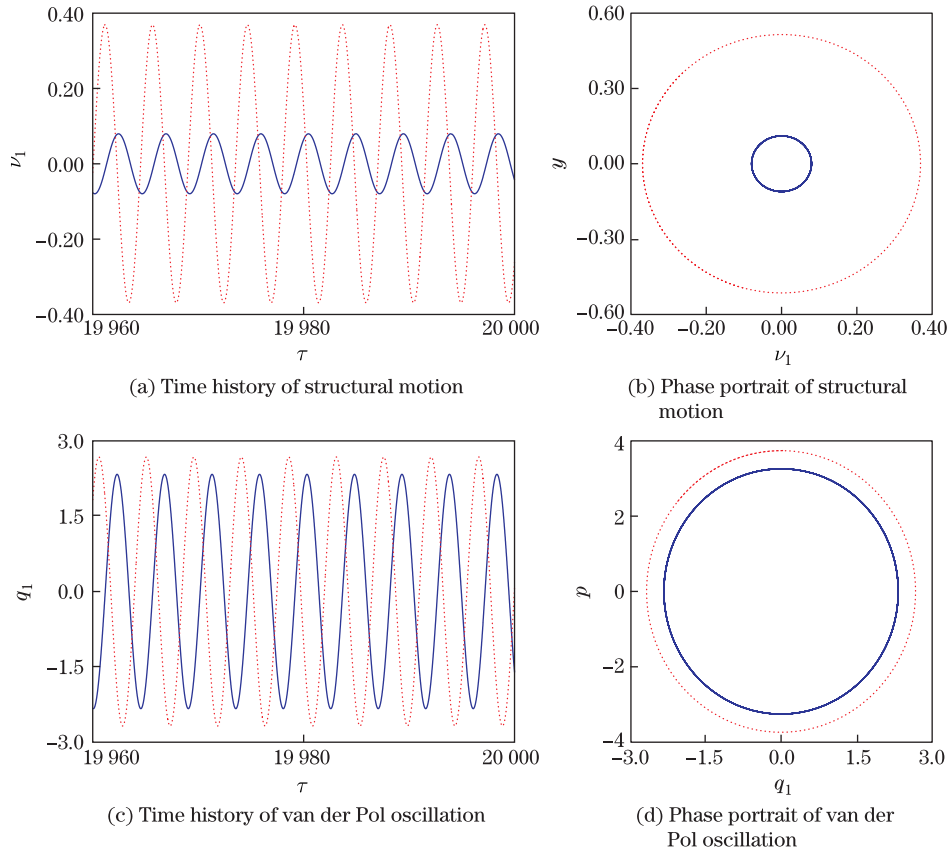 0.40
0.20
0.00
−0.20
−0.40
ν1
19 960
19 980
20 000
τ
(a) Time history of structural motion
0.60
0.30
0.00
−0.30
−0.60
y
−0.40
−0.20
0.00
0.20
0.40
ν1
(b) Phase portrait of structural
motion
3.0
1.5
0.0
−1.5
−3.0
q1
19 960
19 980
20 000
τ
(c) Time history of van der Pol oscillation
4
2
0
−2
−4
p
−3.0
−1.5
0.0
1.5
3.0
q1
(d) Phase portrait of van der
Pol oscillation